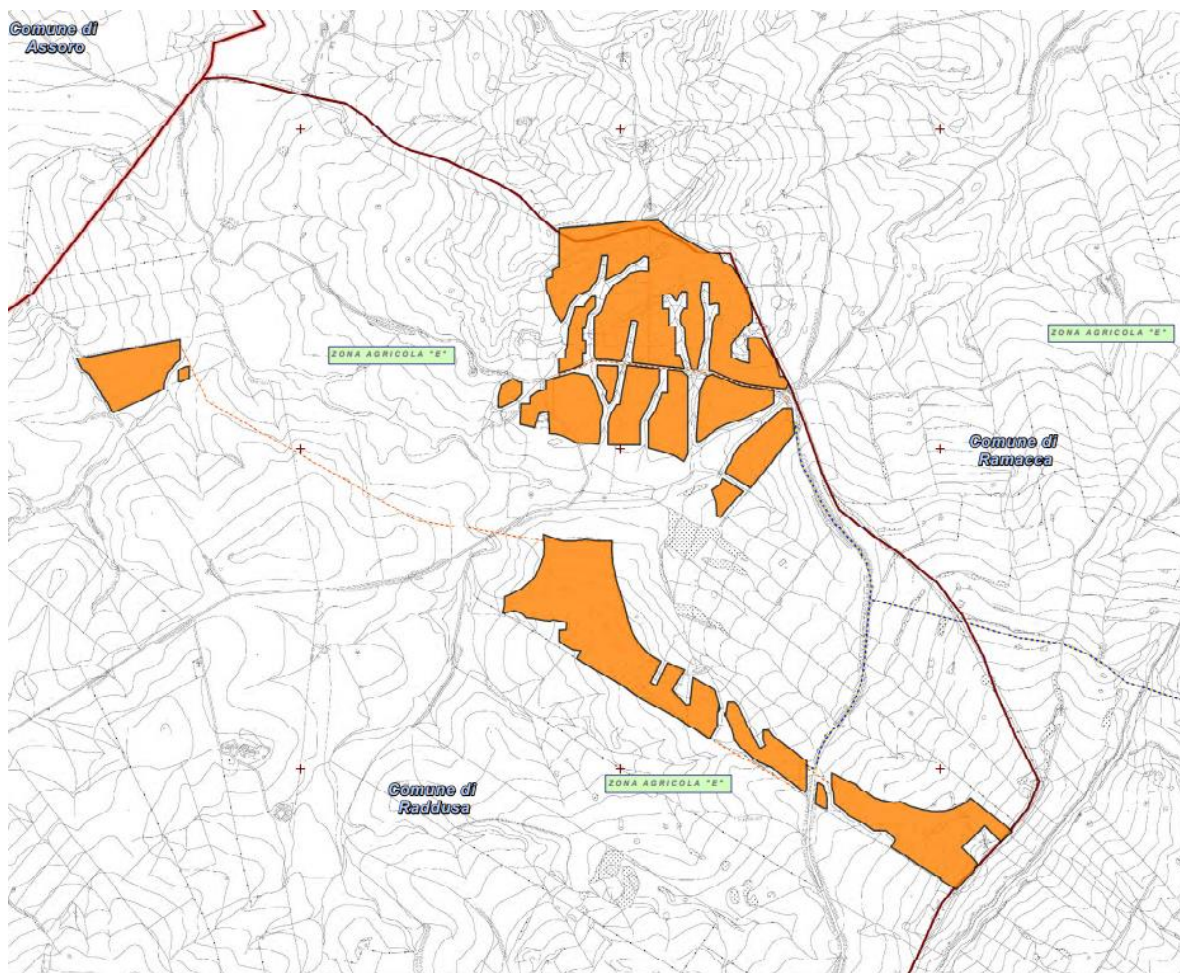 Comune di
Assoro
ZONA AGRICOLA "E"
ZONA AGRICOLA "E"
Comune di
Ramacca
ZONA AGRICOLA "E"
Comune di
Raddusa